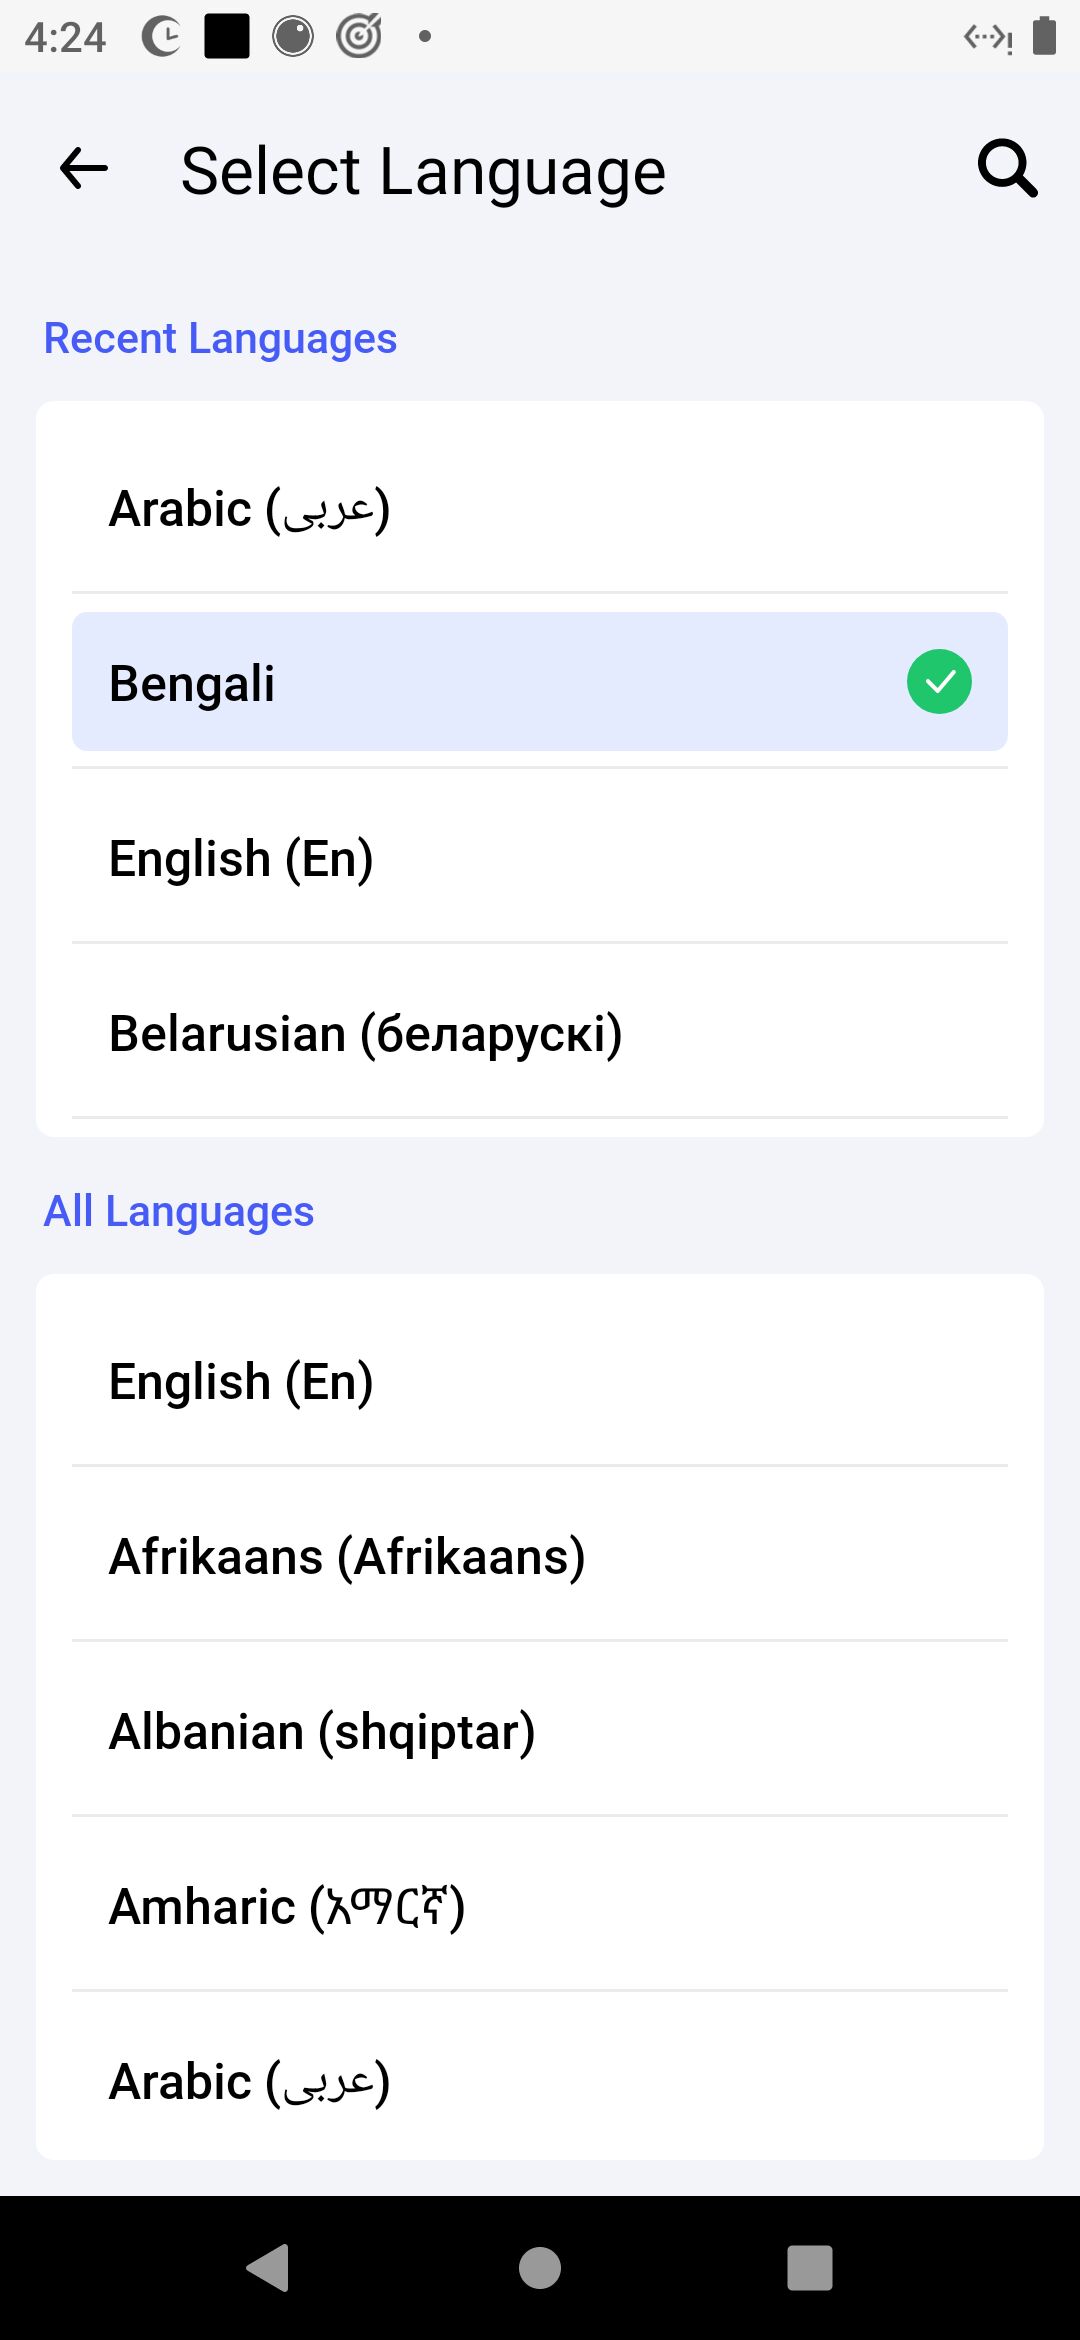 4:24
Select Language
Recent Languages
Arabic (عربى)
Bengali
English (En)
Belarusian (беларускі)
All Languages
English (En)
Afrikaans (Afrikaans)
Albanian (shqiptar)
Amharic (አማርኛ)
Arabic (عربى)